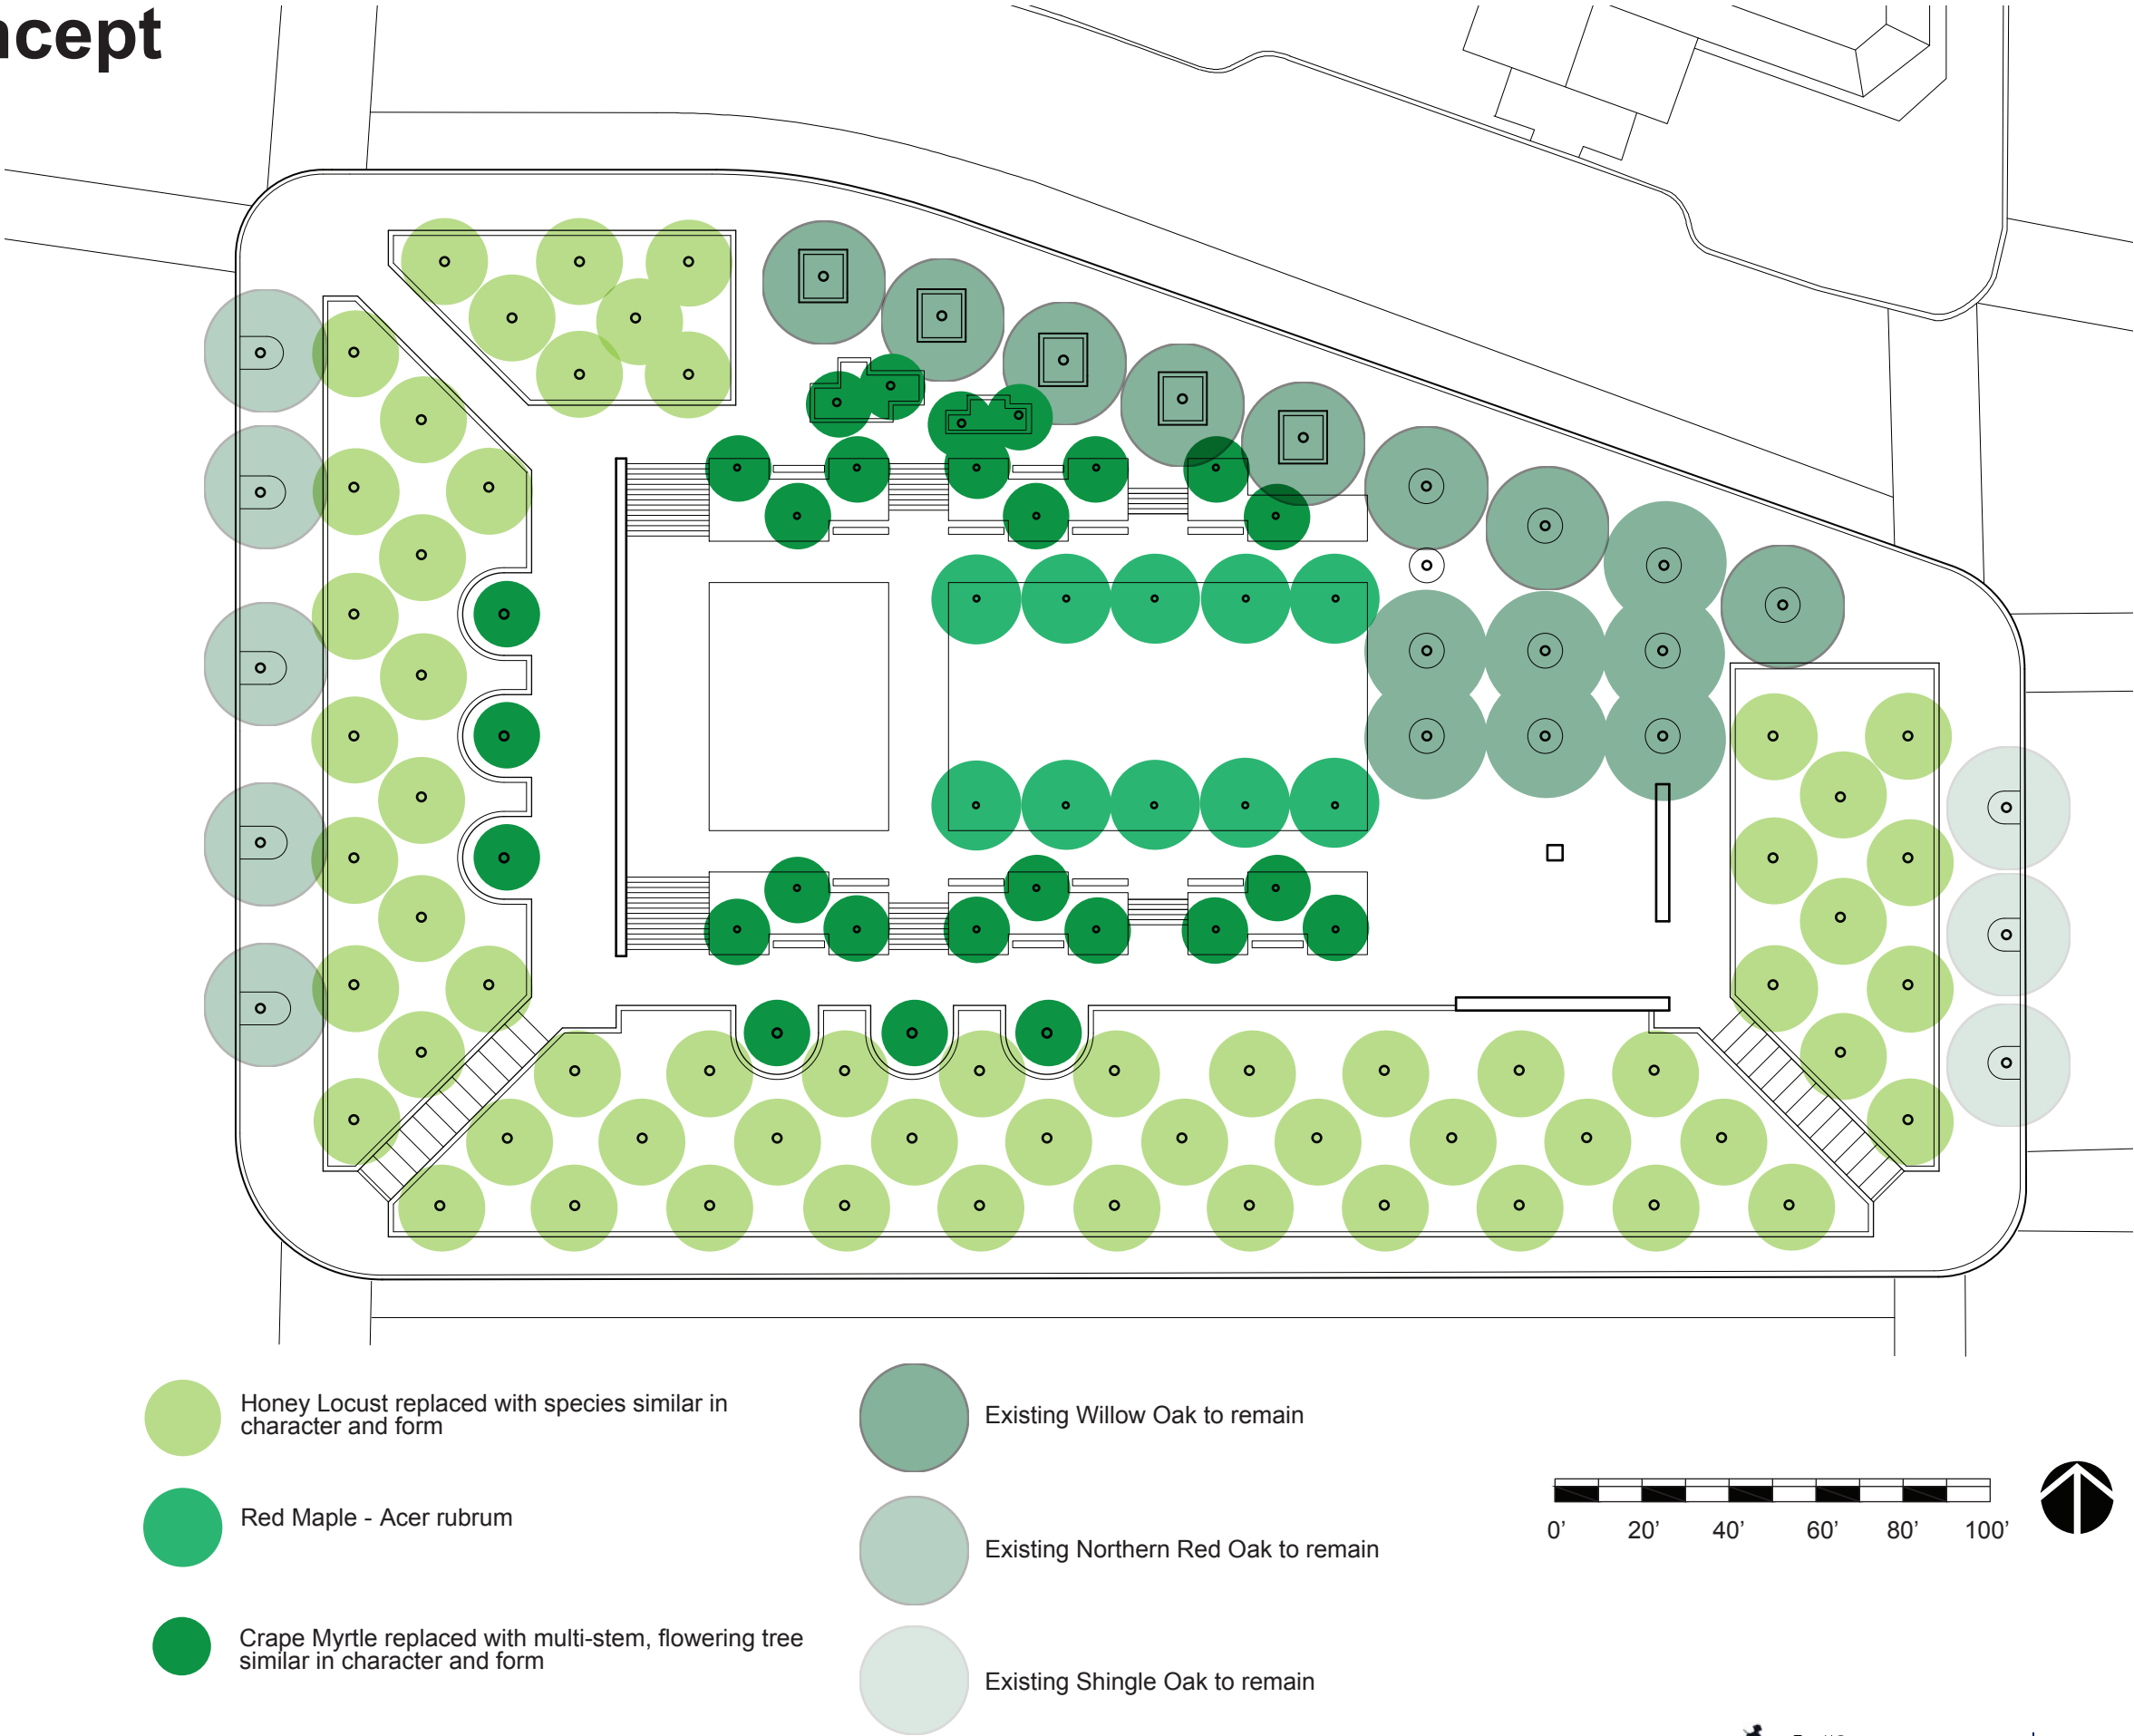 ncept
Honey Locust replaced with species similar in
character and form
Red Maple - Acer rubrum
Crape Myrtle replaced with multi-stem, flowering tree
similar in character and form
Existing Willow Oak to remain
Existing Northern Red Oak to remain
Existing Shingle Oak to remain
0’ 20’ 40’ 60’ 80’ 100’